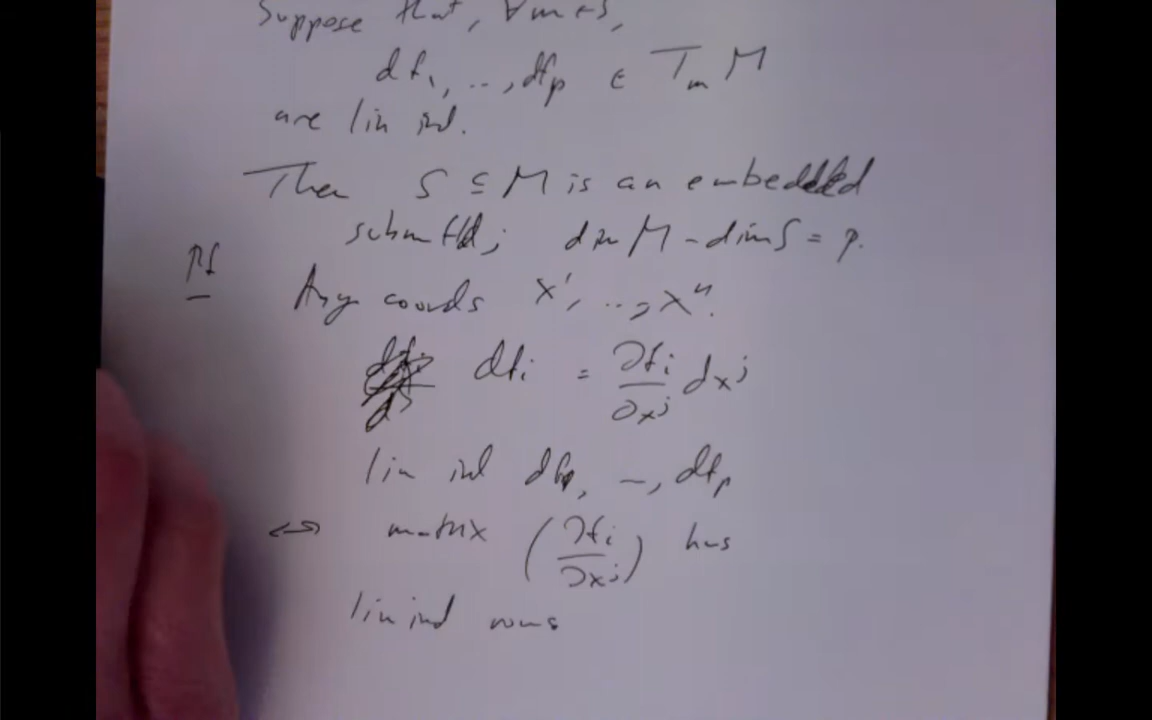 Suppose that, ∀m∈S,
df₁, .., dfₚ ∈ TₘM
are lin ind.
Then S ⊆ M is an embedded
submfld; dim M - dim S = p.
Pf Any coords x¹, .., xⁿ.
dfᵢ = ∂fᵢ/∂xʲ dxʲ
lin ind df₁, –, dfₚ
⇔ matrix (∂fᵢ/∂xʲ) has
lin ind rows